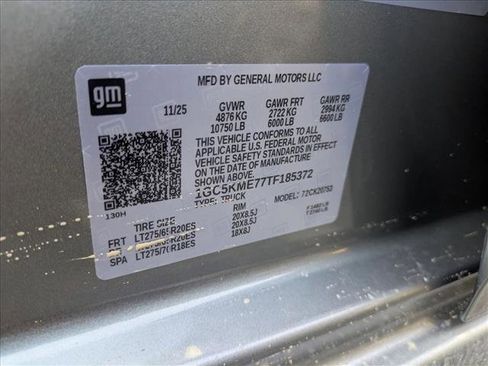 gm
MFD BY GENERAL MOTORS LLC
11/25 GVWR GAWR FRT GAWR RR
4876 KG 2722 KG 2994 KG
10750 LB 6000 LB 6600 LB
THIS VEHICLE CONFORMS TO ALL
APPLICABLE U.S. FEDERAL MOTOR
VEHICLE SAFETY STANDARDS IN EFFECT
ON THE DATE OF MANUFACTURE
SHOWN ABOVE.
1GC5KME77TF185372
TYPE: TRUCK MODEL:
130H
TIRE SIZE RIM
FRT LT275/65R20ES 20X8.5J
20X8.5J
SPA LT275/70R18ES 18X8J